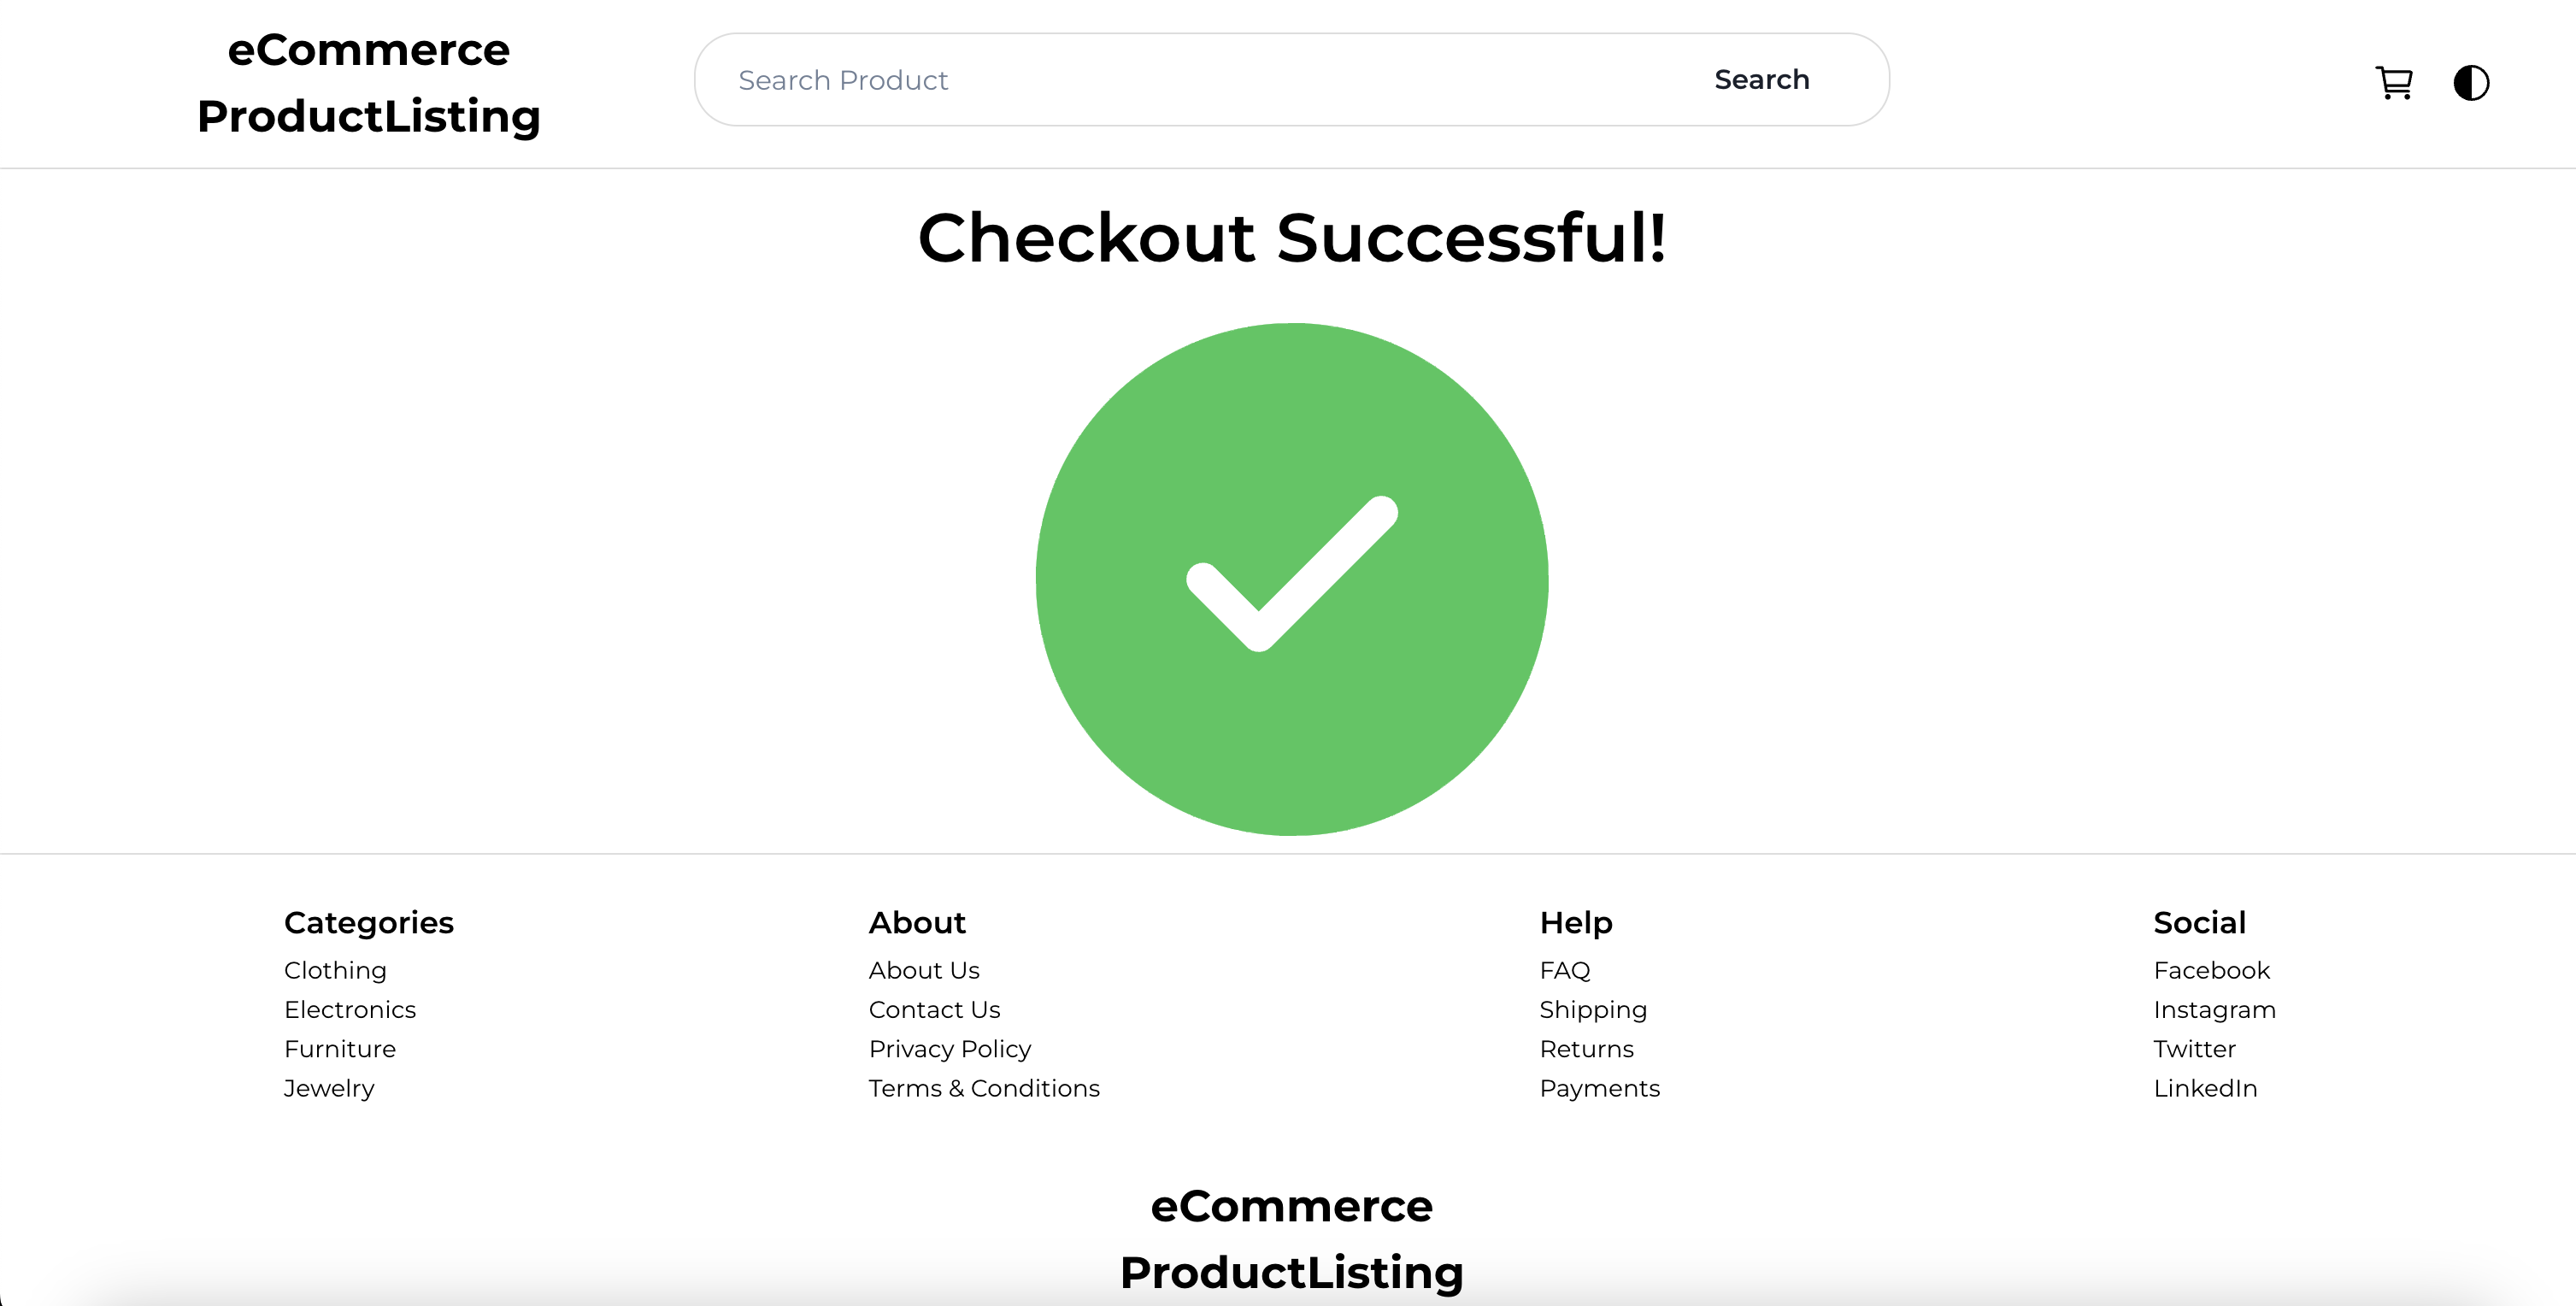 eCommerce
ProductListing
Search Product
Search
Checkout Successful!
Categories
Clothing
Electronics
Furniture
Jewelry
About
About Us
Contact Us
Privacy Policy
Terms & Conditions
Help
FAQ
Shipping
Returns
Payments
Social
Facebook
Instagram
Twitter
LinkedIn
eCommerce
ProductListing